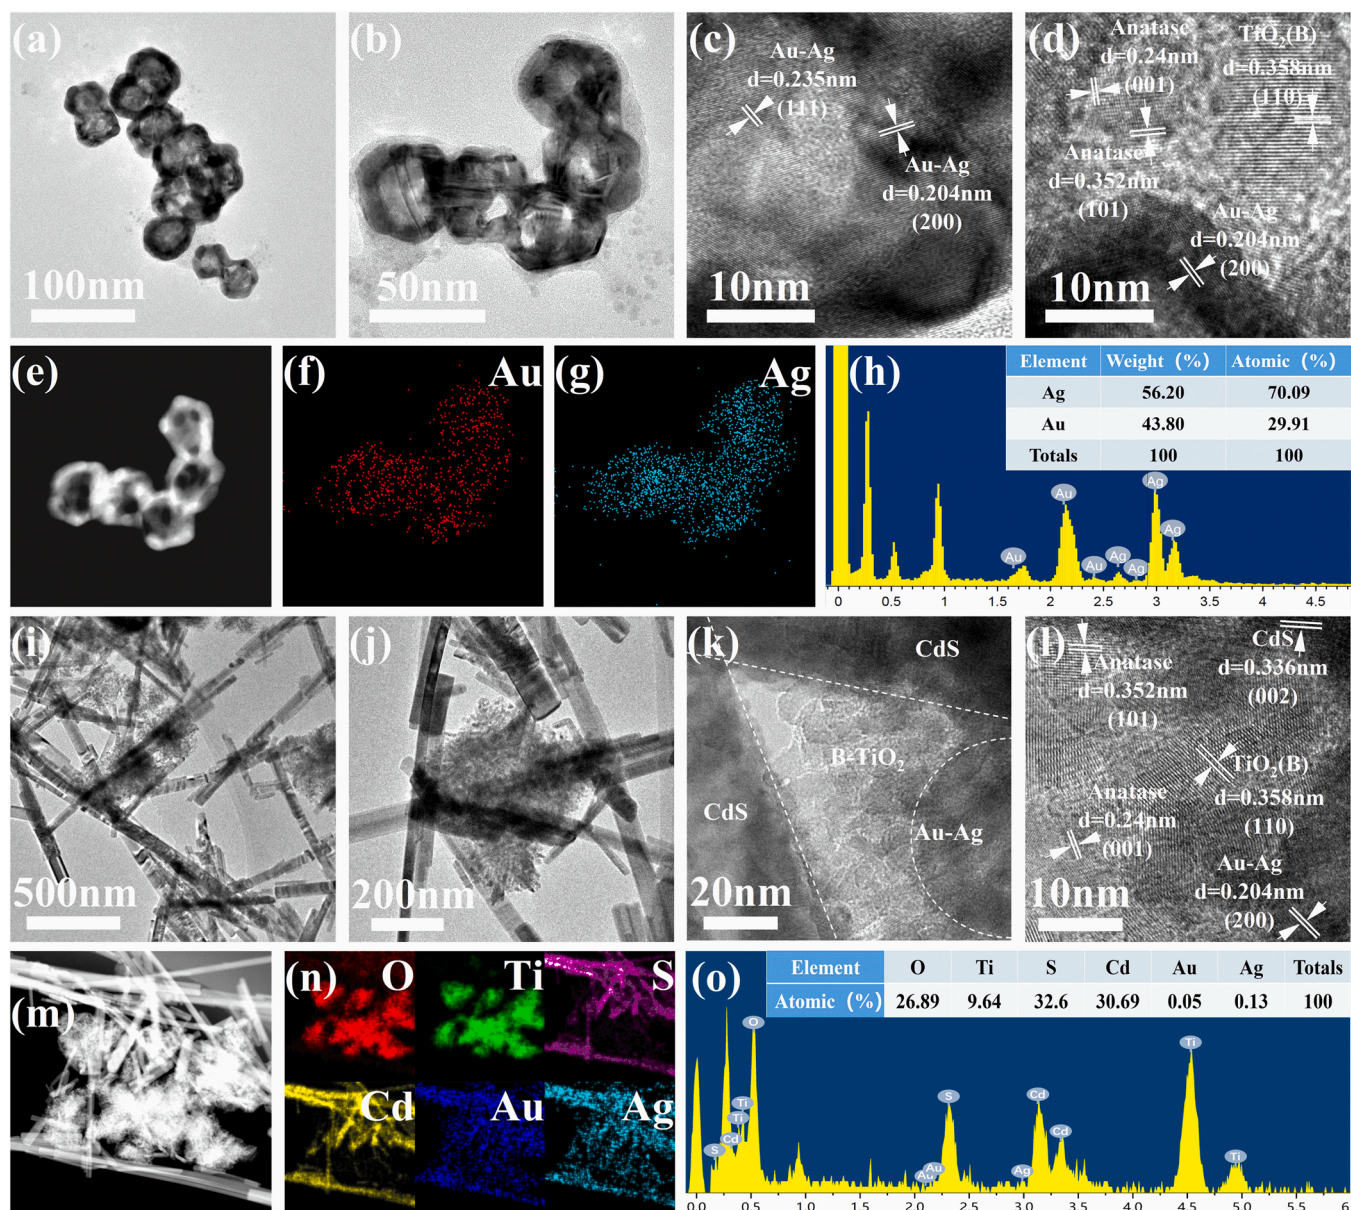 (a)
100nm
(b)
50nm
(c)
Au-Ag
d=0.235nm
(111)
Au-Ag
d=0.204nm
(200)
10nm
(d)
Anatase
d=0.24nm
(001)
TiO₂(B)
d=0.358nm
(110)
Anatase
d=0.352nm
(101)
Au-Ag
d=0.204nm
(200)
10nm
(e)
(f)
Au
(g)
Ag
(h)
Element Weight (%) Atomic (%)
Ag 56.20 70.09
Au 43.80 29.91
Totals 100 100
Au Au Au Ag Ag Ag Ag
0 0.5 1 1.5 2 2.5 3 3.5 4 4.5
(i)
500nm
(j)
200nm
(k)
CdS
B-TiO₂
CdS
Au-Ag
20nm
(l)
CdS
d=0.336nm
(002)
Anatase
d=0.352nm
(101)
TiO₂(B)
d=0.358nm
(110)
Anatase
d=0.24nm
(001)
Au-Ag
d=0.204nm
(200)
10nm
(m)
(n)
O
Ti
S
Cd
Au
Ag
(o)
Element O Ti S Cd Au Ag Totals
Atomic (%) 26.89 9.64 32.6 30.69 0.05 0.13 100
S Cd Ti Ti O Au Au S Ag Cd Cd Ti Ti
0.0 0.5 1.0 1.5 2.0 2.5 3.0 3.5 4.0 4.5 5.0 5.5 6